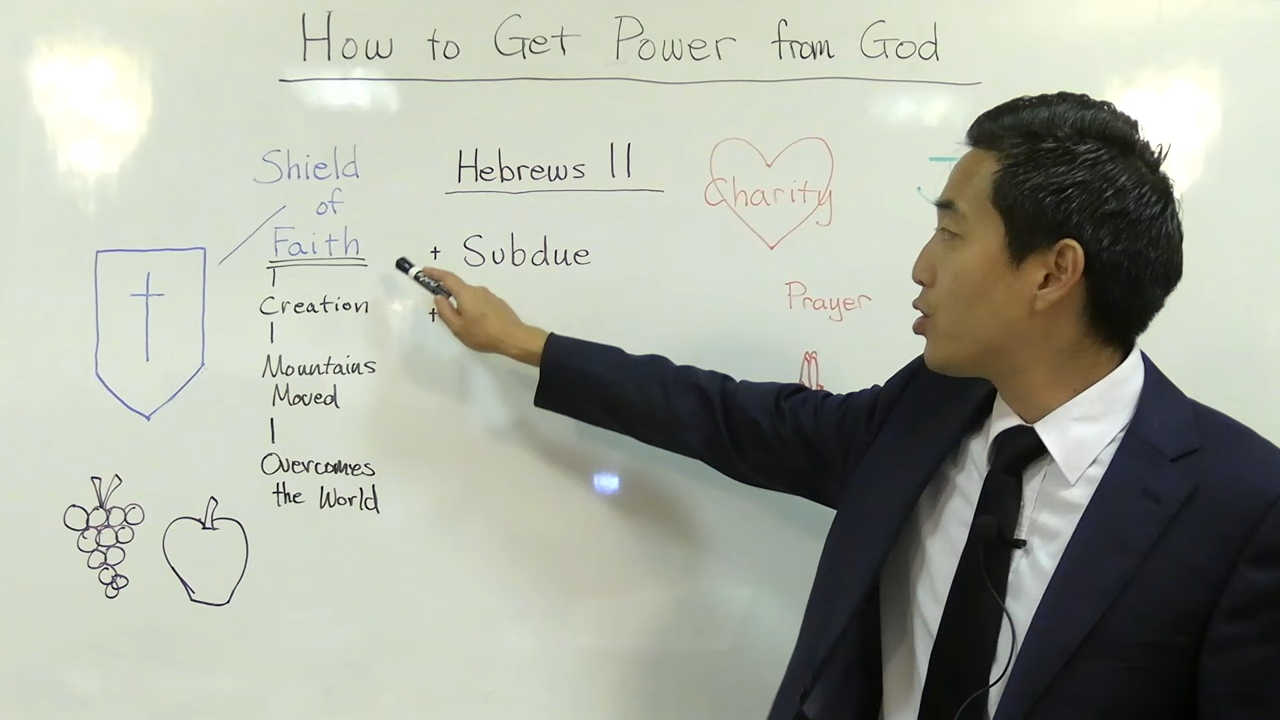 How to Get Power from God
Shield
of
Faith
Creation
Mountains
Moved
Overcomes
the World
Hebrews 11
+ Subdue
+
Charity
Prayer